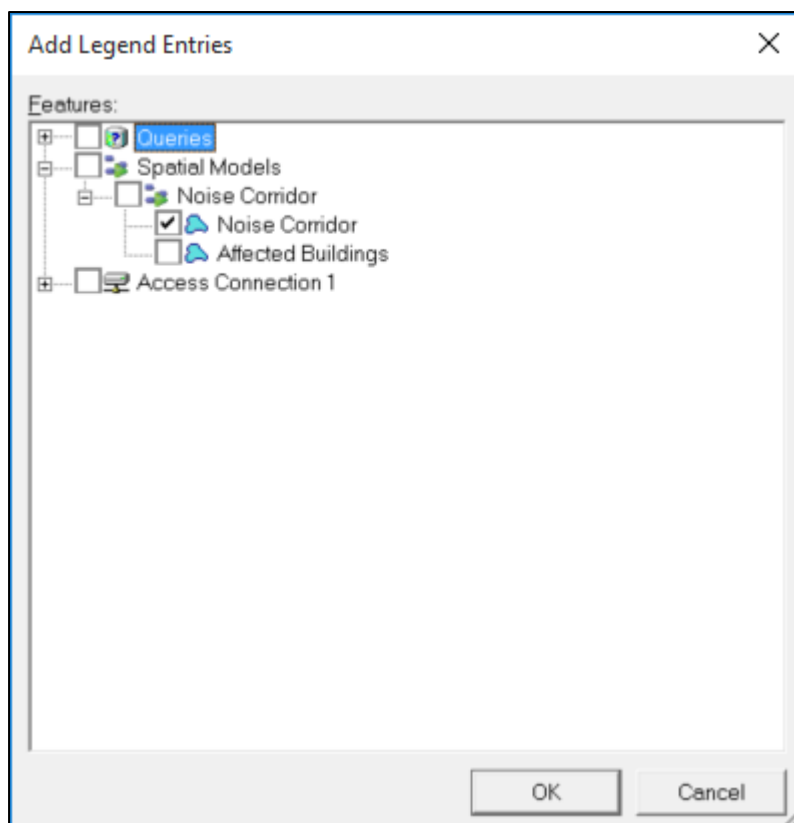 Add Legend Entries
Features:
Queries
Spatial Models
Noise Corridor
Noise Corridor
Affected Buildings
Access Connection 1
OK Cancel